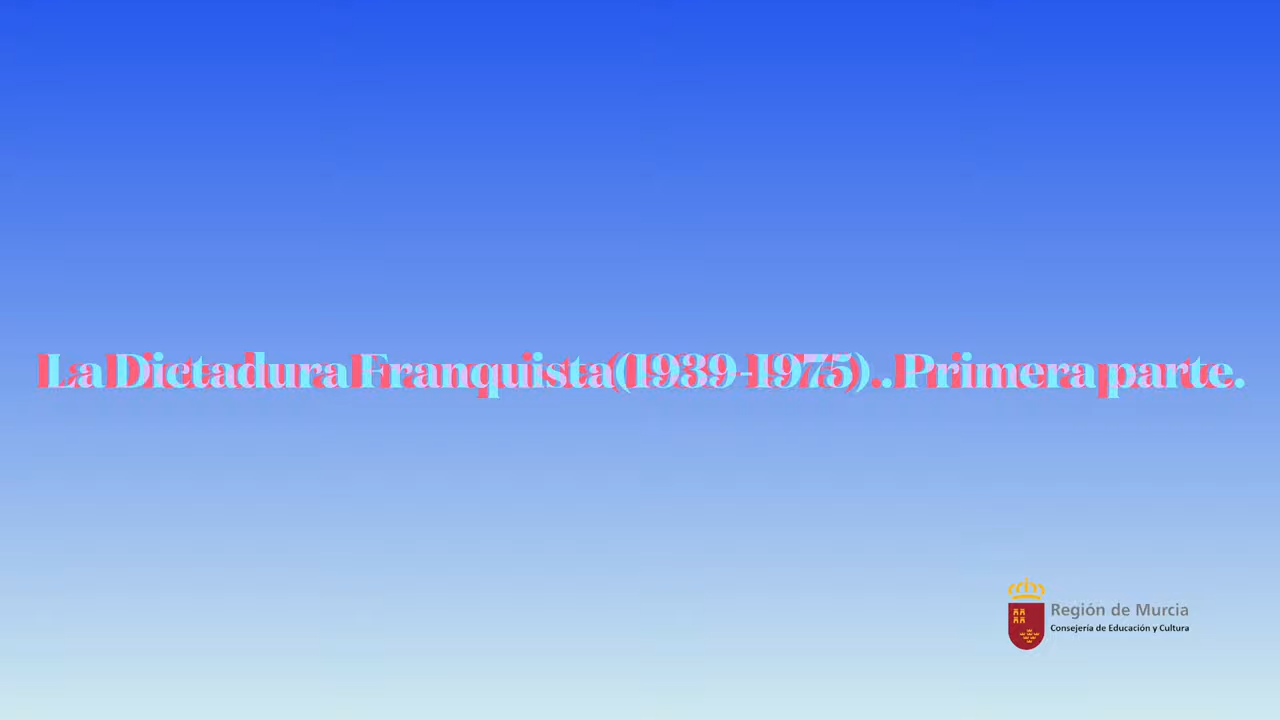 La Dictadura Franquista(1939-1975). . Primera parte.
Región de Murcia
Consejería de Educación y Cultura